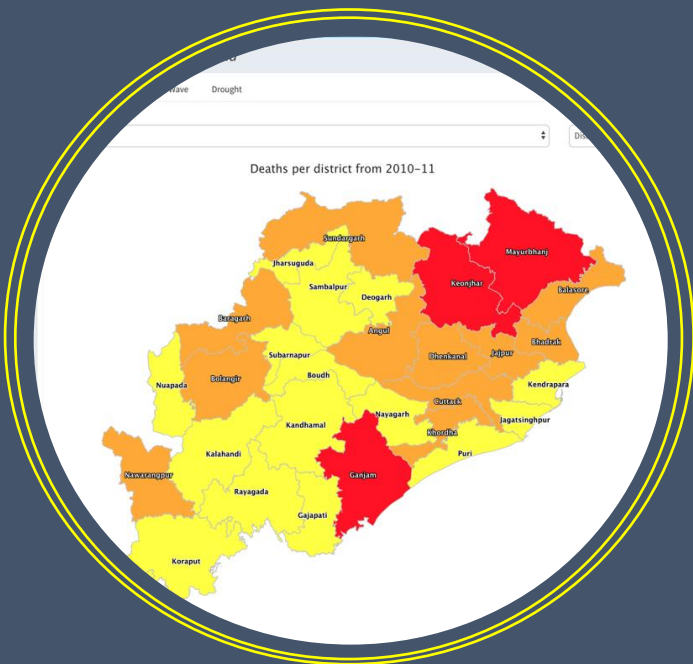 Wave Drought
Deaths per district from 2010-11
Mayurbhanj
Sundargarh
Jharsuguda
Keonjhar
Sambalpur
Balasore
Deogarh
Baragarh
Angul
Bhadrak
Jajpur
Dhenkanal
Subarnapur
Boudh
Bolangir
Nuapada
Kendrapara
Cuttack
Nayagarh
Jagatsinghpur
Kandhamal
Khordha
Kalahandi
Puri
Nawarangpur
Ganjam
Rayagada
Gajapati
Koraput